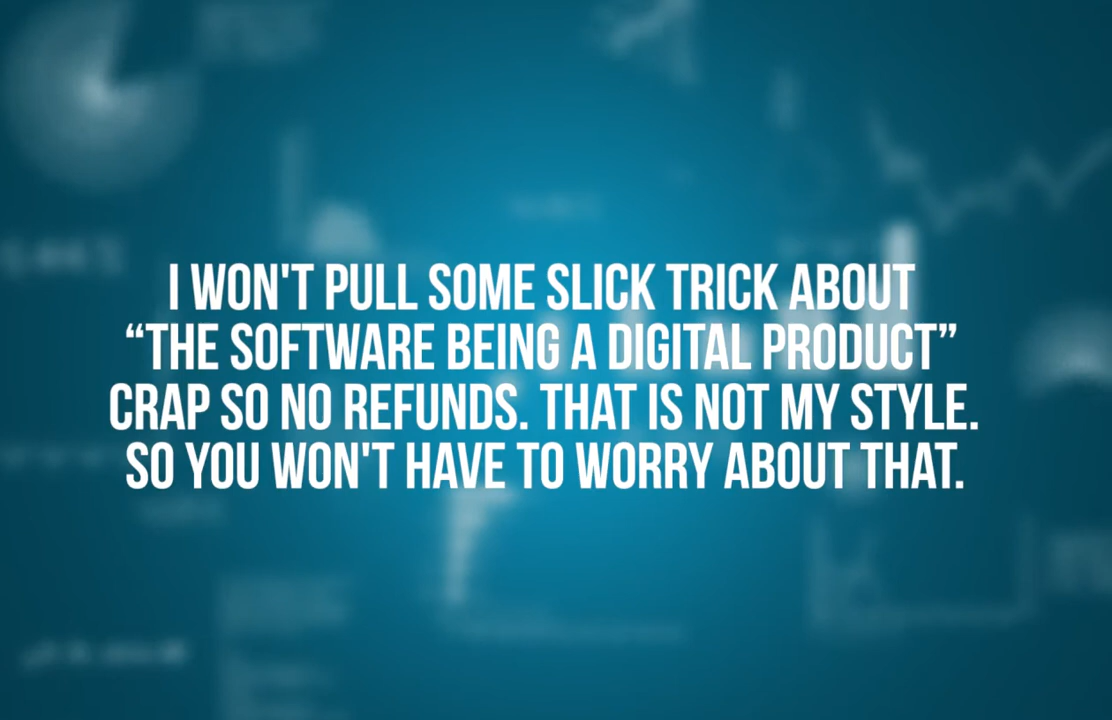 I WON'T PULL SOME SLICK TRICK ABOUT
“THE SOFTWARE BEING A DIGITAL PRODUCT”
CRAP SO NO REFUNDS. THAT IS NOT MY STYLE.
SO YOU WON'T HAVE TO WORRY ABOUT THAT.